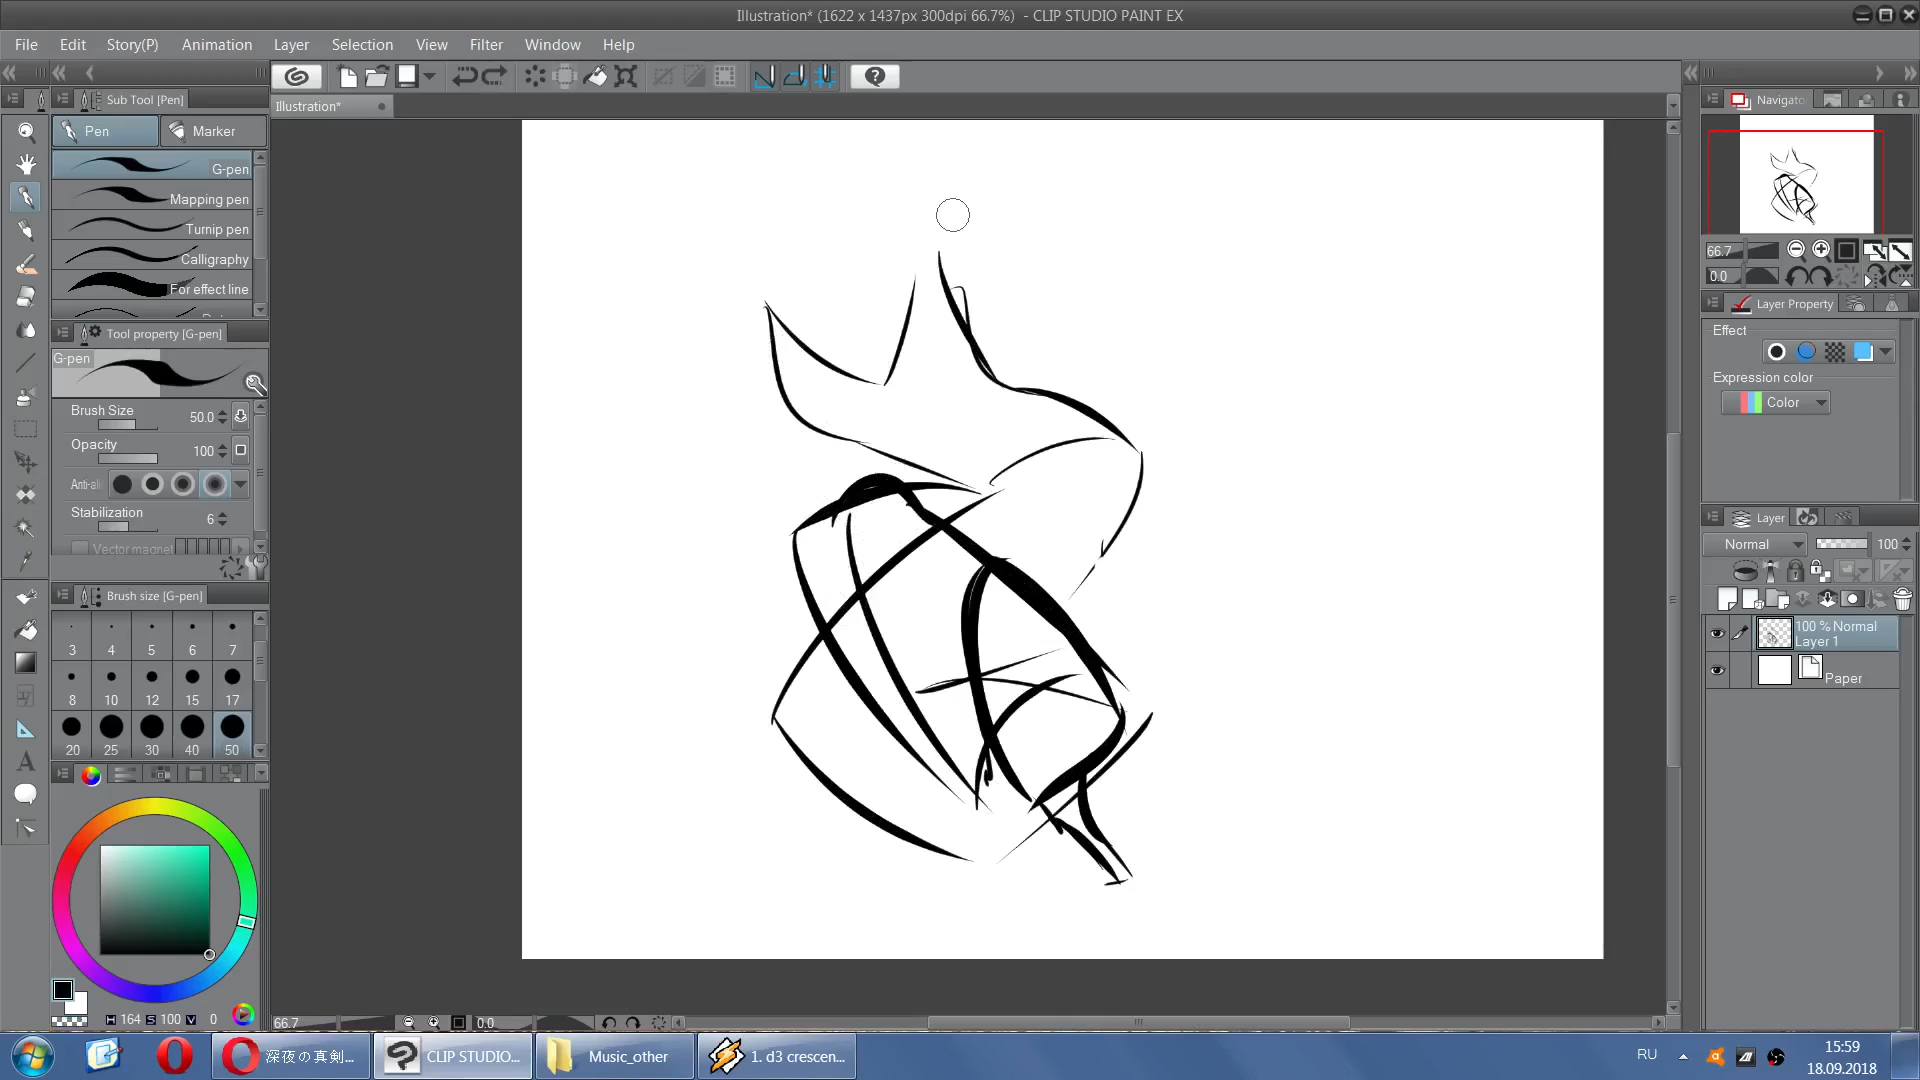 Illustration* (1622 x 1437px 300dpi 66.7%) - CLIP STUDIO PAINT EX
File Edit Story(P) Animation Layer Selection View Filter Window Help
Sub Tool [Pen]
Illustration*
Navigato
Pen Marker
G-pen
Mapping pen
Turnip pen
Calligraphy
For effect line
66.7
0.0
Tool property [G-pen]
Layer Property
G-pen
Effect
Expression color
Color
Brush Size 50.0
Opacity 100
Anti-ali
Stabilization 6
Vector magnet
Layer
Normal 100
Brush size [G-pen]
3 4 5 6 7
8 10 12 15 17
20 25 30 40 50
100 % Normal
Layer 1
Paper
H 164 S 100 V 0
66.7 0.0
深夜の真剣... CLIP STUDIO... Music_other 1. d3 crescen...
RU
15:59
18.09.2018